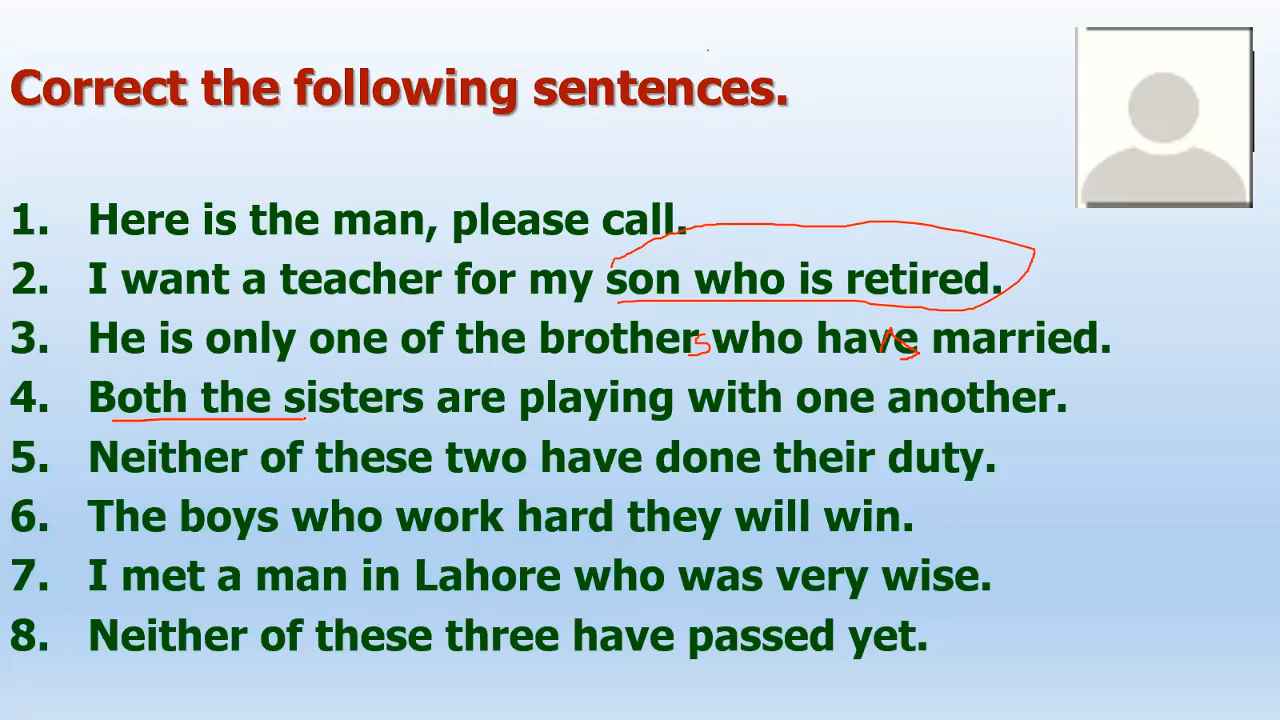 Correct the following sentences.
1. Here is the man, please call.
2. I want a teacher for my son who is retired.
3. He is only one of the brothers who have married.
4. Both the sisters are playing with one another.
5. Neither of these two have done their duty.
6. The boys who work hard they will win.
7. I met a man in Lahore who was very wise.
8. Neither of these three have passed yet.